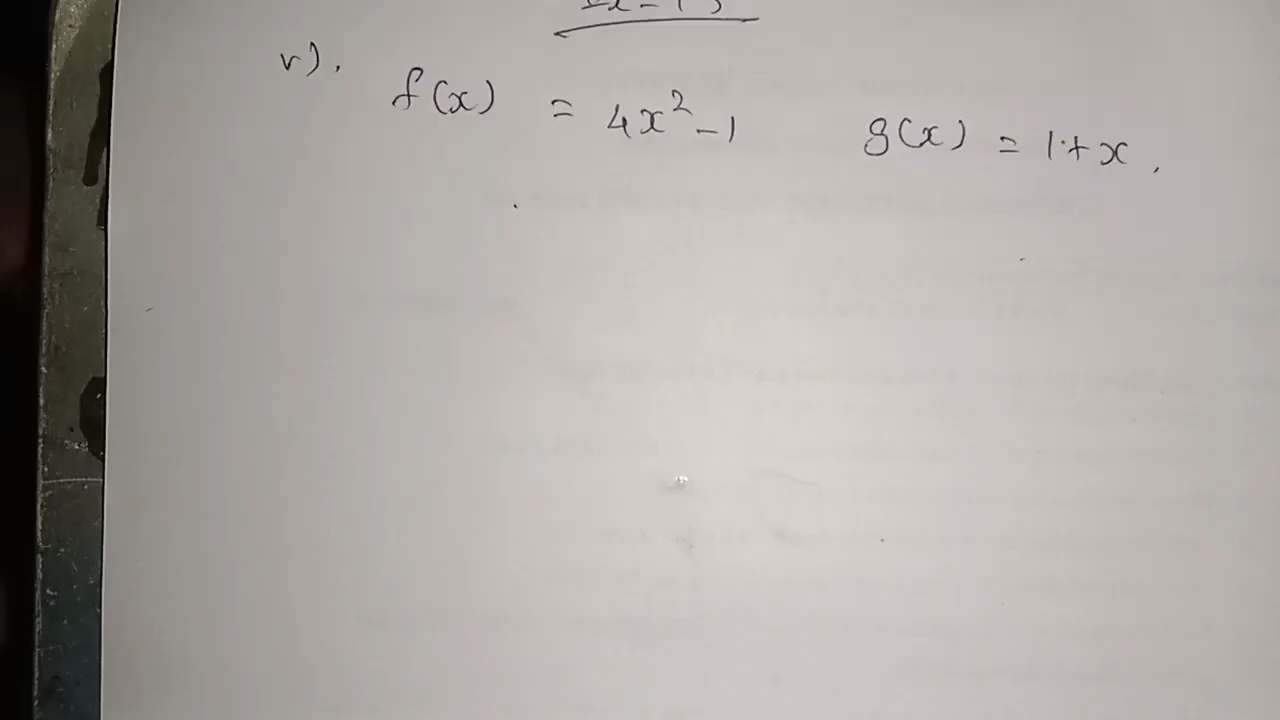 v). f(x) = 4x² - 1 g(x) = 1 + x,